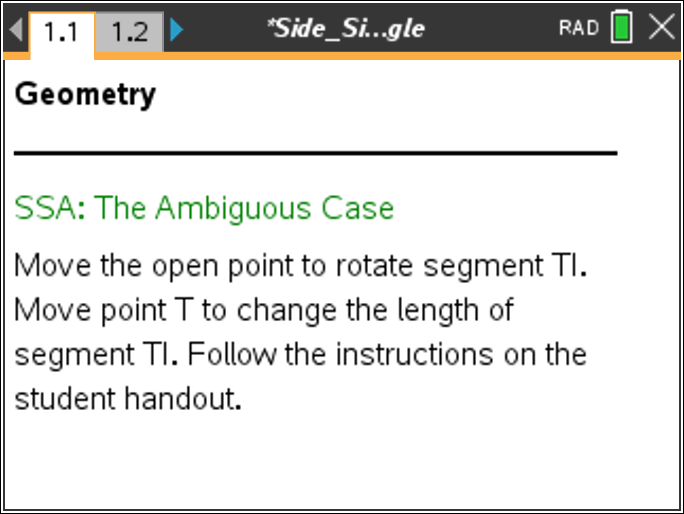 1.1 1.2 *Side_Si...gle RAD
Geometry
SSA: The Ambiguous Case
Move the open point to rotate segment TI.
Move point T to change the length of
segment TI. Follow the instructions on the
student handout.